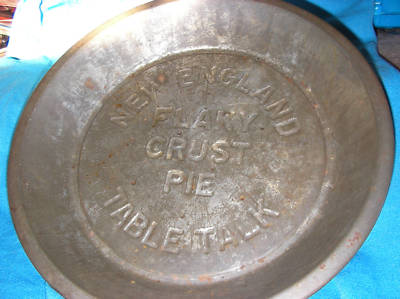 NEW ENGLAND
FLAKY
CRUST
PIE
TABLE TALK